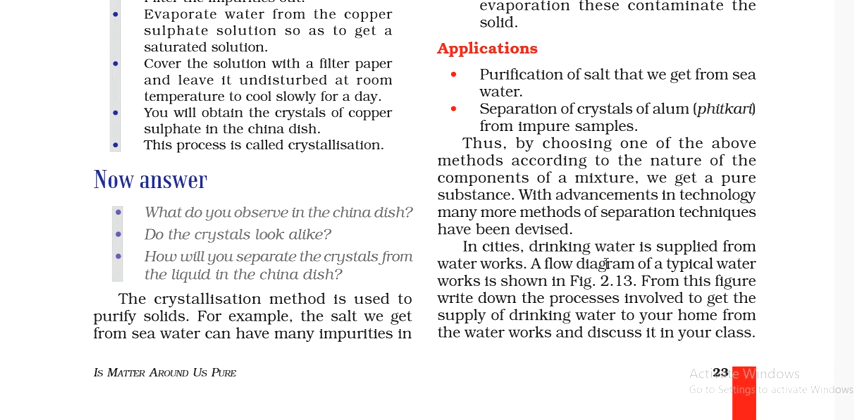 Filter the impurities out.
• Evaporate water from the copper
sulphate solution so as to get a
saturated solution.
• Cover the solution with a filter paper
and leave it undisturbed at room
temperature to cool slowly for a day.
• You will obtain the crystals of copper
sulphate in the china dish.
• This process is called crystallisation.
Now answer
• What do you observe in the china dish?
• Do the crystals look alike?
• How will you separate the crystals from
the liquid in the china dish?
The crystallisation method is used to
purify solids. For example, the salt we get
from sea water can have many impurities in
evaporation these contaminate the
solid.
Applications
• Purification of salt that we get from sea
water.
• Separation of crystals of alum (phitkari)
from impure samples.
Thus, by choosing one of the above
methods according to the nature of the
components of a mixture, we get a pure
substance. With advancements in technology
many more methods of separation techniques
have been devised.
In cities, drinking water is supplied from
water works. A flow diagram of a typical water
works is shown in Fig. 2.13. From this figure
write down the processes involved to get the
supply of drinking water to your home from
the water works and discuss it in your class.
IS MATTER AROUND US PURE
23
Activate Windows
Go to Settings to activate Windows